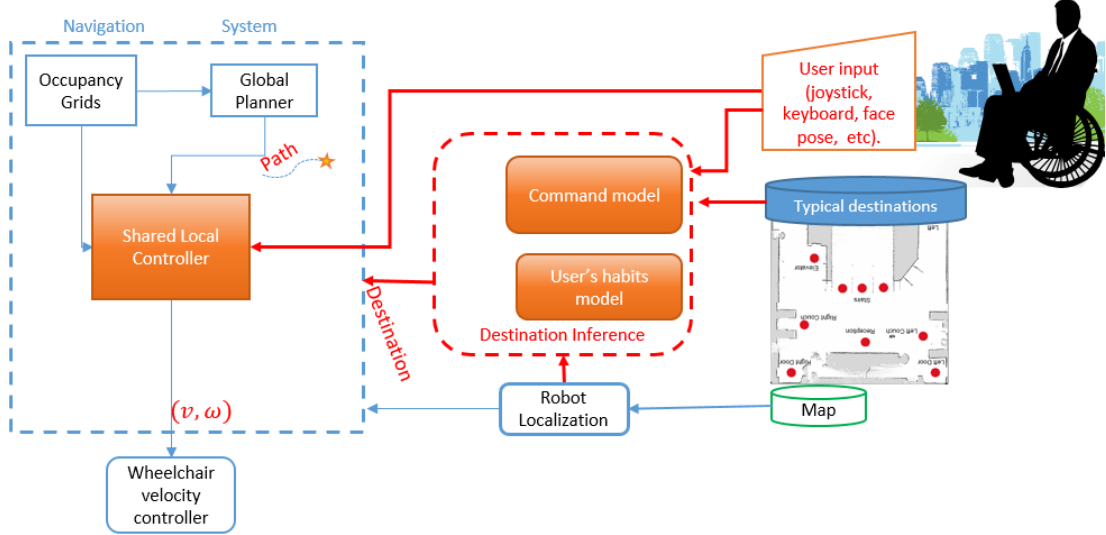 Navigation System
Occupancy
Grids
Global
Planner
Path
Shared Local
Controller
(v, ω)
Wheelchair
velocity
controller
Destination
Command model
User's habits
model
Destination Inference
Robot
Localization
User input
(joystick,
keyboard, face
pose, etc).
Typical destinations
Left
Elevator
Stairs
Right Couch
Reception
Left Couch
Right Door
Left Door
Map